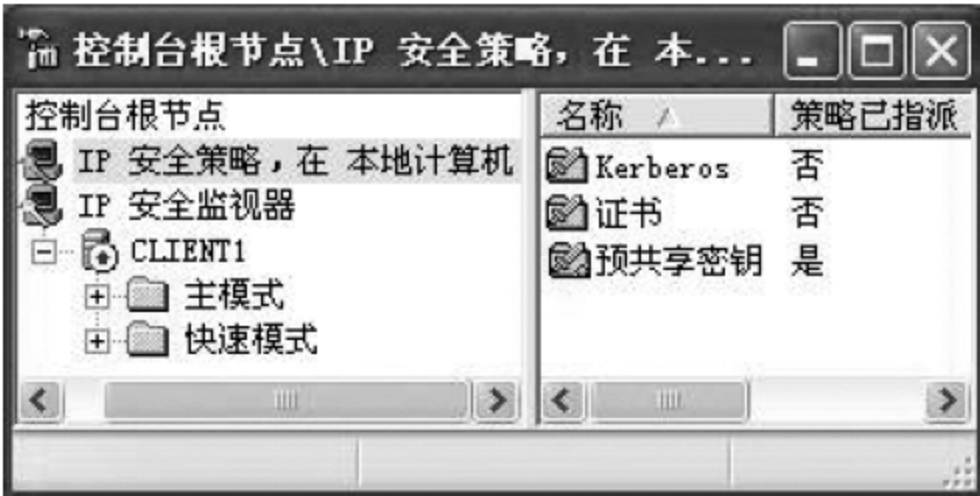 控制台根节点\IP 安全策略，在 本...
控制台根节点
IP 安全策略，在 本地计算机
IP 安全监视器
CLIENT1
主模式
快速模式
名称 策略已指派
Kerberos 否
证书 否
预共享密钥 是